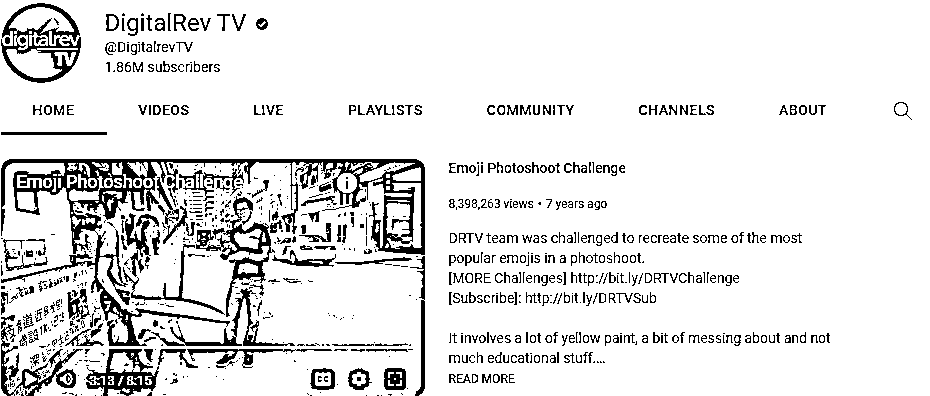 digitalrev
TV
DigitalRev TV
@DigitalrevTV
1.86M subscribers
HOME
VIDEOS
LIVE
PLAYLISTS
COMMUNITY
CHANNELS
ABOUT
Emoji Photoshoot Challenge
3:13 / 8:15
Emoji Photoshoot Challenge
8,398,263 views • 7 years ago
DRTV team was challenged to recreate some of the most
popular emojis in a photoshoot.
[MORE Challenges] http://bit.ly/DRTVChallenge
[Subscribe]: http://bit.ly/DRTVSub
It involves a lot of yellow paint, a bit of messing about and not
much educational stuff....
READ MORE